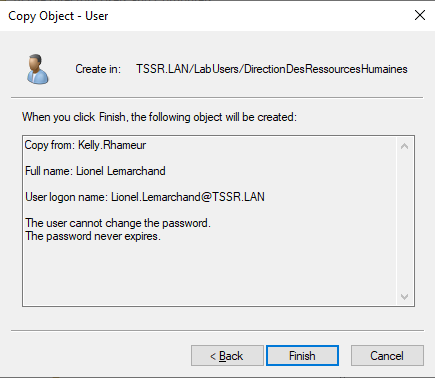 Copy Object - User
Create in: TSSR.LAN/LabUsers/DirectionDesRessourcesHumaines
When you click Finish, the following object will be created:
Copy from: Kelly.Rhameur
Full name: Lionel Lemarchand
User logon name: Lionel.Lemarchand@TSSR.LAN
The user cannot change the password.
The password never expires.
< Back
Finish
Cancel